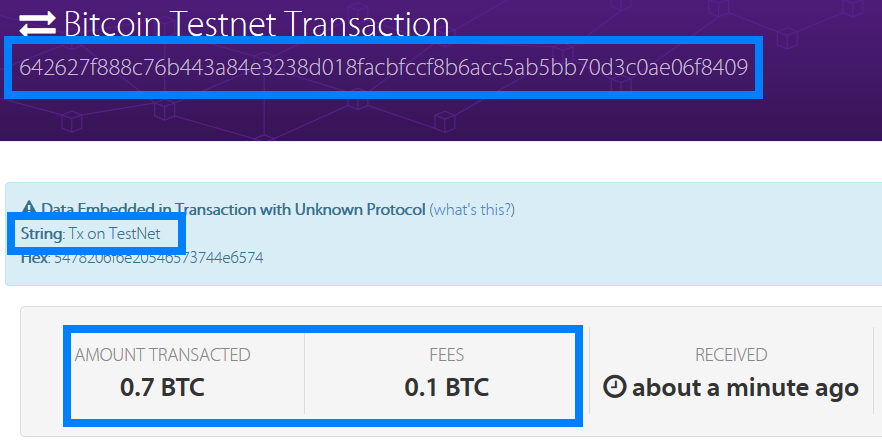 Bitcoin Testnet Transaction
642627f888c76b443a84e3238d018facbfccf8b6acc5ab5bb70d3c0ae06f8409
Data Embedded in Transaction with Unknown Protocol (what's this?)
String: Tx on TestNet
Hex: 5478206f6e20546573744e6574
AMOUNT TRANSACTED FEES RECEIVED
0.7 BTC 0.1 BTC about a minute ago